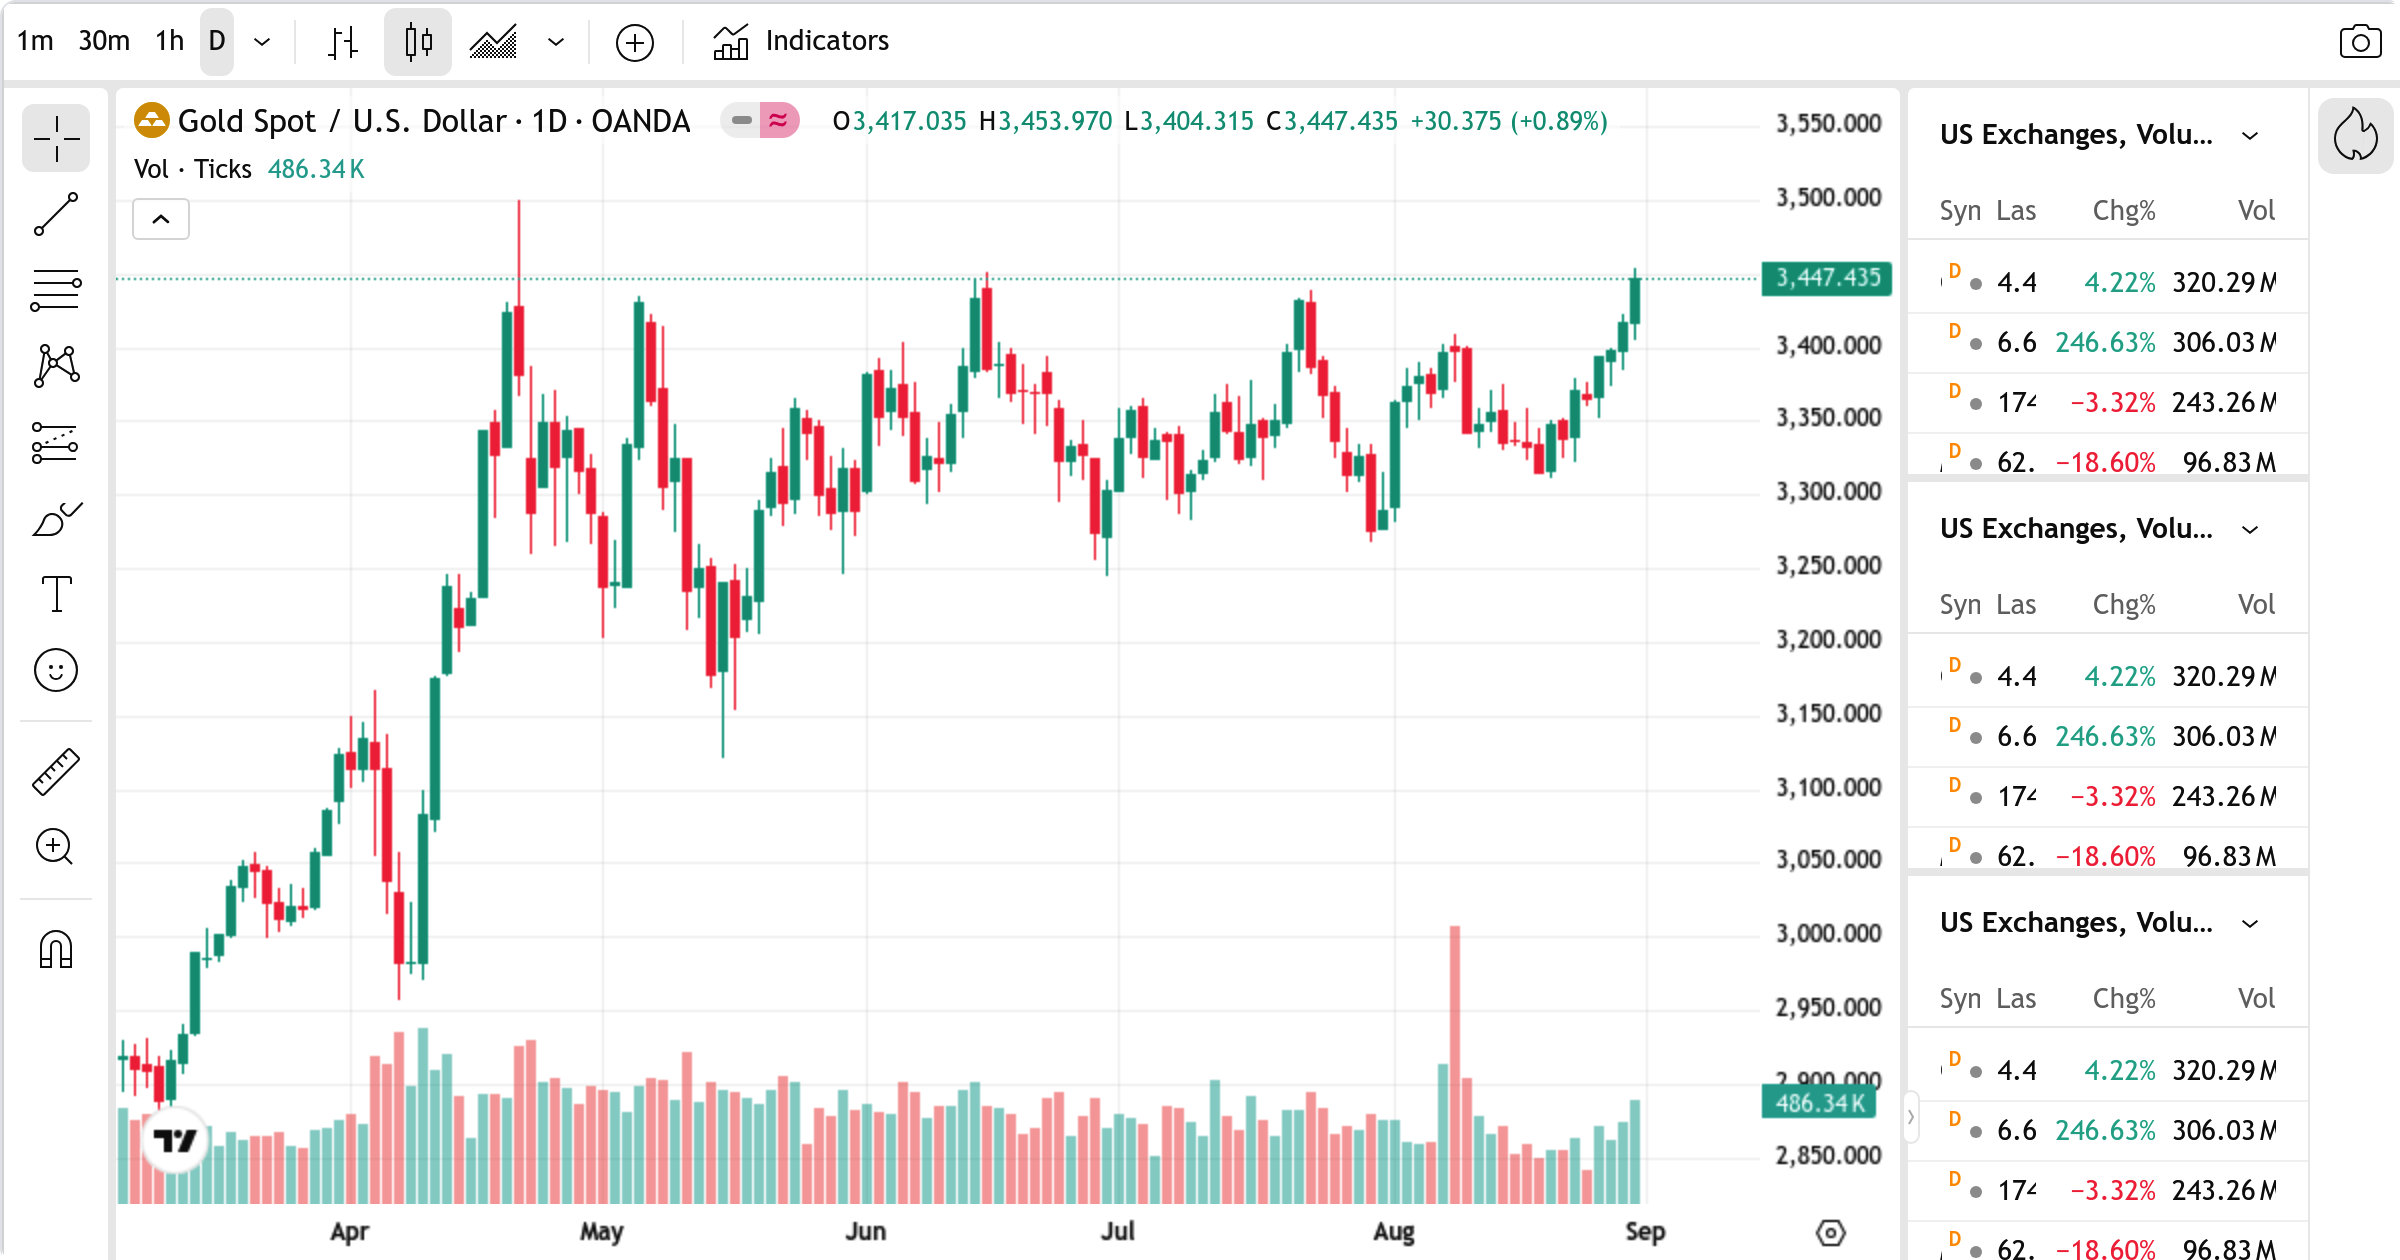 1m 30m 1h D Indicators
Gold Spot / U.S. Dollar · 1D · OANDA O3,417.035 H3,453.970 L3,404.315 C3,447.435 +30.375 (+0.89%)
Vol · Ticks 486.34K
3,550.000
3,500.000
3,447.435
3,400.000
3,350.000
3,300.000
3,250.000
3,200.000
3,150.000
3,100.000
3,050.000
3,000.000
2,950.000
2,900.000
486.34K
2,850.000
Apr May Jun Jul Aug Sep
US Exchanges, Volu...
Syn Las Chg% Vol
D 4.4 4.22% 320.29M
D 6.6 246.63% 306.03M
D 174 −3.32% 243.26M
D 62. −18.60% 96.83M
US Exchanges, Volu...
Syn Las Chg% Vol
D 4.4 4.22% 320.29M
D 6.6 246.63% 306.03M
D 174 −3.32% 243.26M
D 62. −18.60% 96.83M
US Exchanges, Volu...
Syn Las Chg% Vol
D 4.4 4.22% 320.29M
D 6.6 246.63% 306.03M
D 174 −3.32% 243.26M
D 62. −18.60% 96.83M